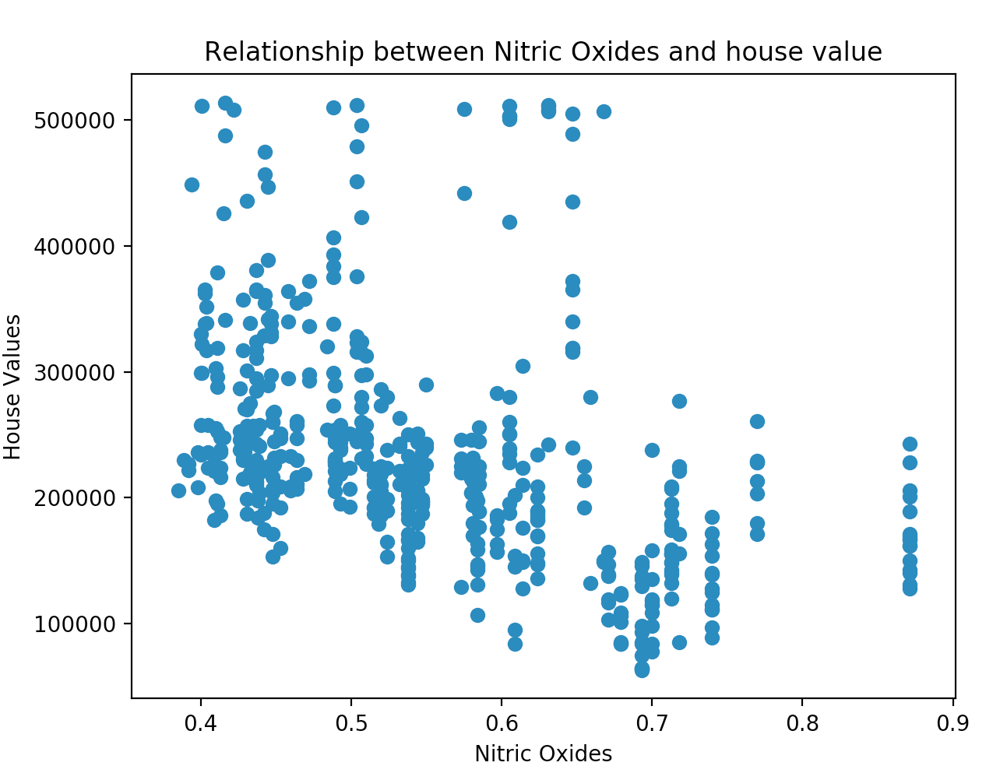 Relationship between Nitric Oxides and house value
500000
400000
300000
200000
100000
House Values
0.4 0.5 0.6 0.7 0.8 0.9
Nitric Oxides